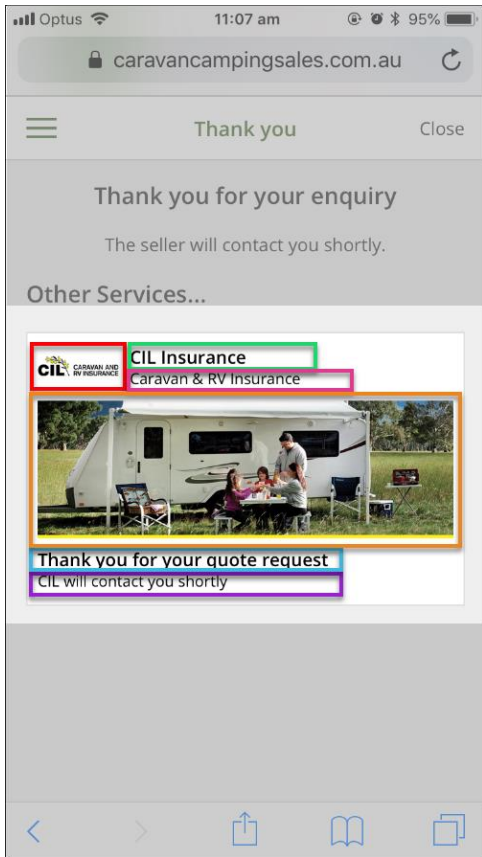 Optus 11:07 am 95%
caravancampingsales.com.au
Thank you Close
Thank you for your enquiry
The seller will contact you shortly.
Other Services...
CIL CARAVAN AND
RV INSURANCE
CIL Insurance
Caravan & RV Insurance
Thank you for your quote request
CIL will contact you shortly